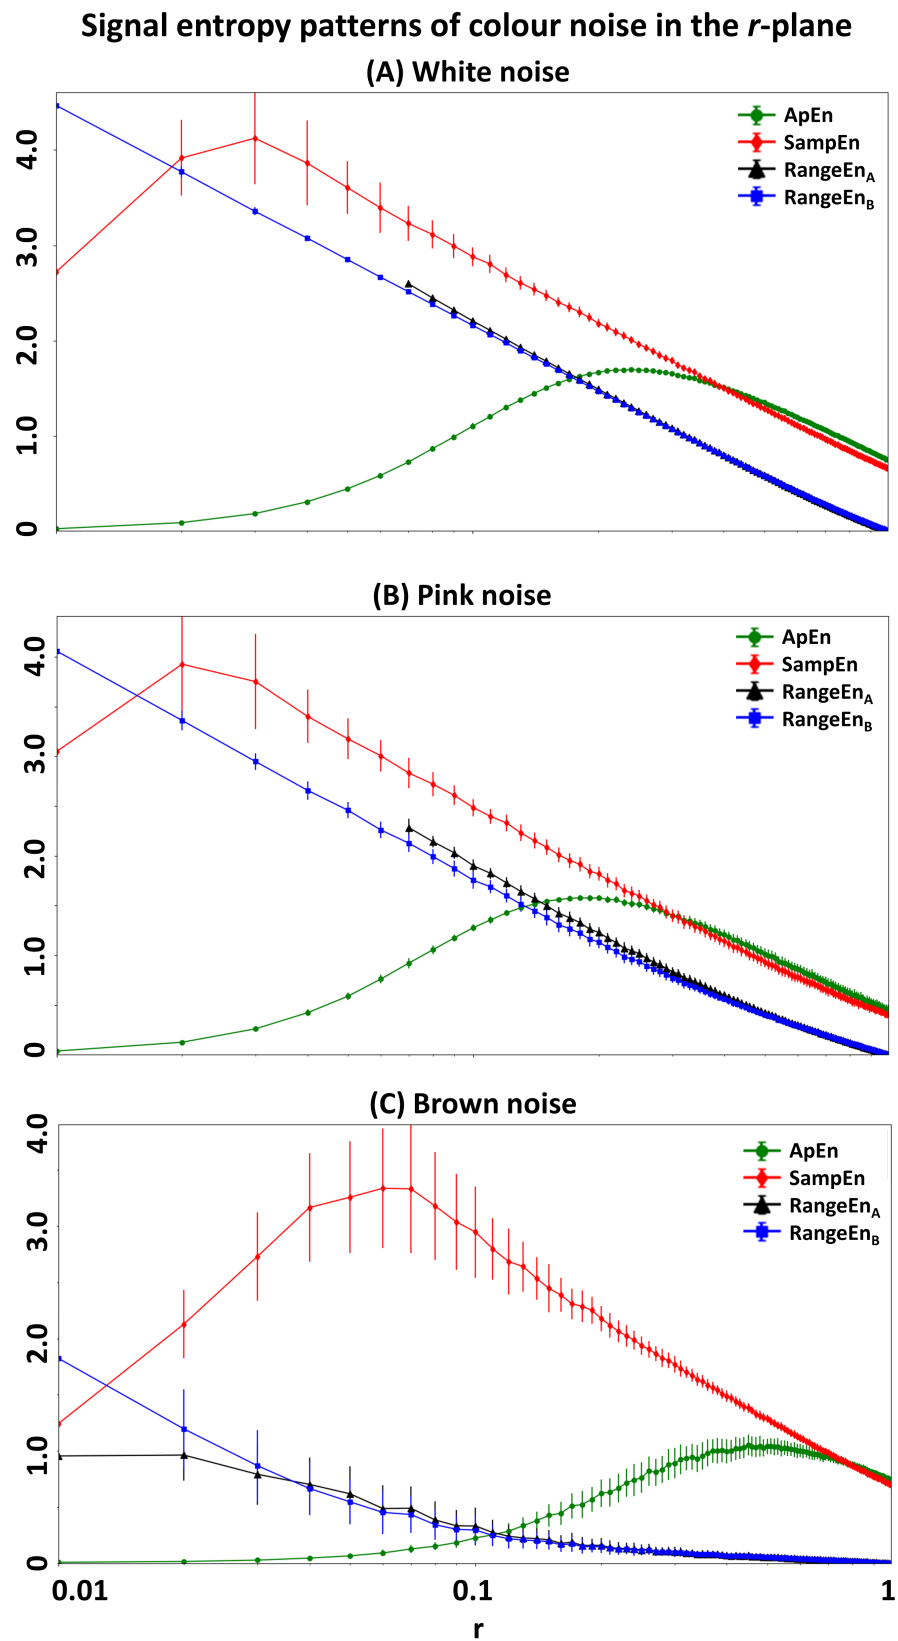 Signal entropy patterns of colour noise in the r-plane
(A) White noise
4.0
3.0
2.0
1.0
0
ApEn
SampEn
RangeEnA
RangeEnB
(B) Pink noise
4.0
3.0
2.0
1.0
0
ApEn
SampEn
RangeEnA
RangeEnB
(C) Brown noise
4.0
3.0
2.0
1.0
0
ApEn
SampEn
RangeEnA
RangeEnB
0.01 0.1 1
r